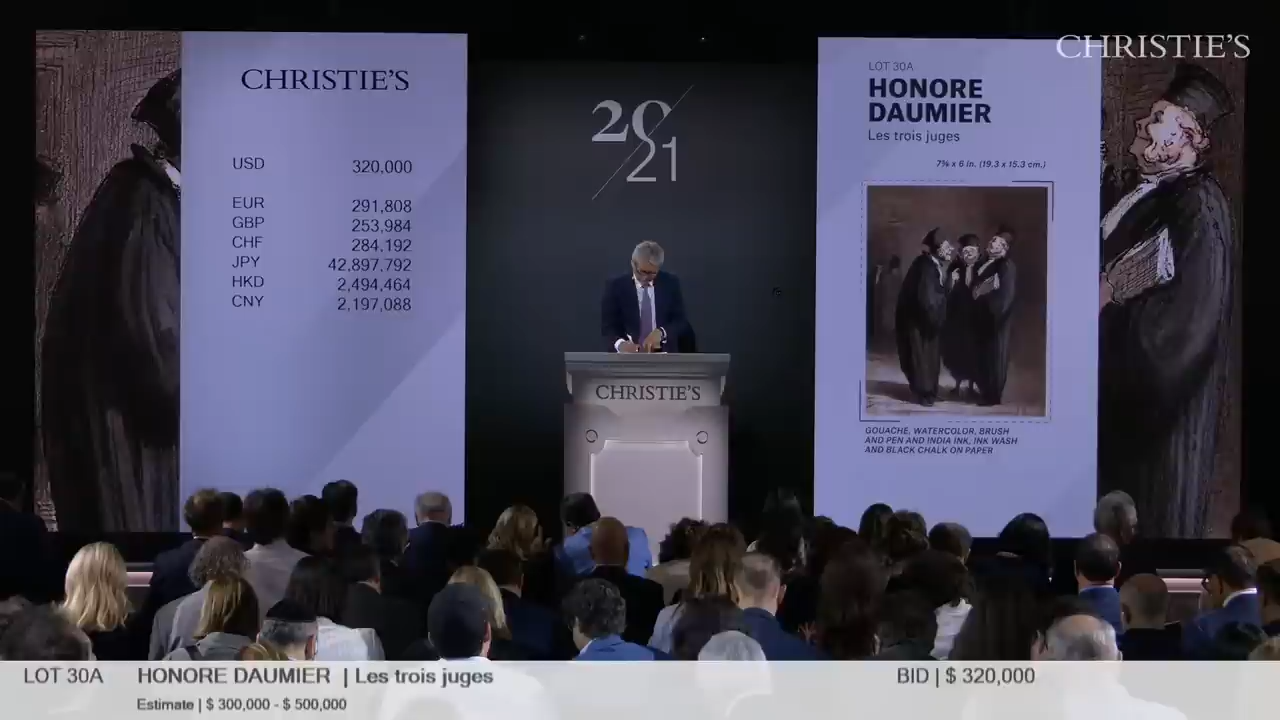 CHRISTIE'S
CHRISTIE'S
USD 320,000
EUR 291,808
GBP 253,984
CHF 284,192
JPY 42,897,792
HKD 2,494,464
CNY 2,197,088
20/21
CHRISTIE'S
LOT 30A
HONORE
DAUMIER
Les trois juges
7⅝ x 6 in. (19.3 x 15.3 cm.)
GOUACHE, WATERCOLOR, BRUSH
AND PEN AND INDIA INK, INK WASH
AND BLACK CHALK ON PAPER
LOT 30A HONORE DAUMIER | Les trois juges BID | $ 320,000
Estimate | $ 300,000 - $ 500,000